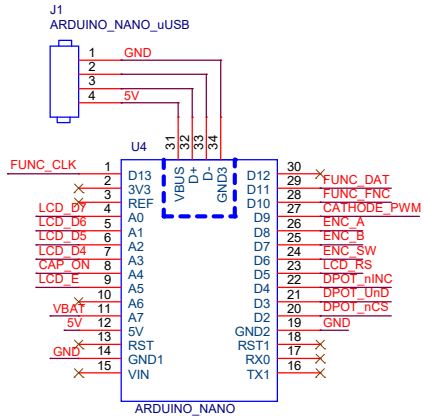 J1
ARDUINO_NANO_uUSB
1 GND
2
3
4 5V
31 32 33 34
U4
VBUS D+ D- GND3
FUNC_CLK 1 D13 D12 30
2 3V3 D11 29 FUNC_DAT
3 REF D10 28 FUNC_FNC
LCD_D7 4 A0 D9 27 CATHODE_PWM
LCD_D6 5 A1 D8 26 ENC_A
LCD_D5 6 A2 D7 25 ENC_B
LCD_D4 7 A3 D6 24 ENC_SW
CAP_ON 8 A4 D5 23 LCD_RS
LCD_E 9 A5 D4 22 DPOT_nINC
10 A6 D3 21 DPOT_UnD
VBAT 11 A7 D2 20 DPOT_nCS
5V 12 5V GND2 19 GND
13 RST RST1 18
GND 14 GND1 RX0 17
15 VIN TX1 16
ARDUINO_NANO